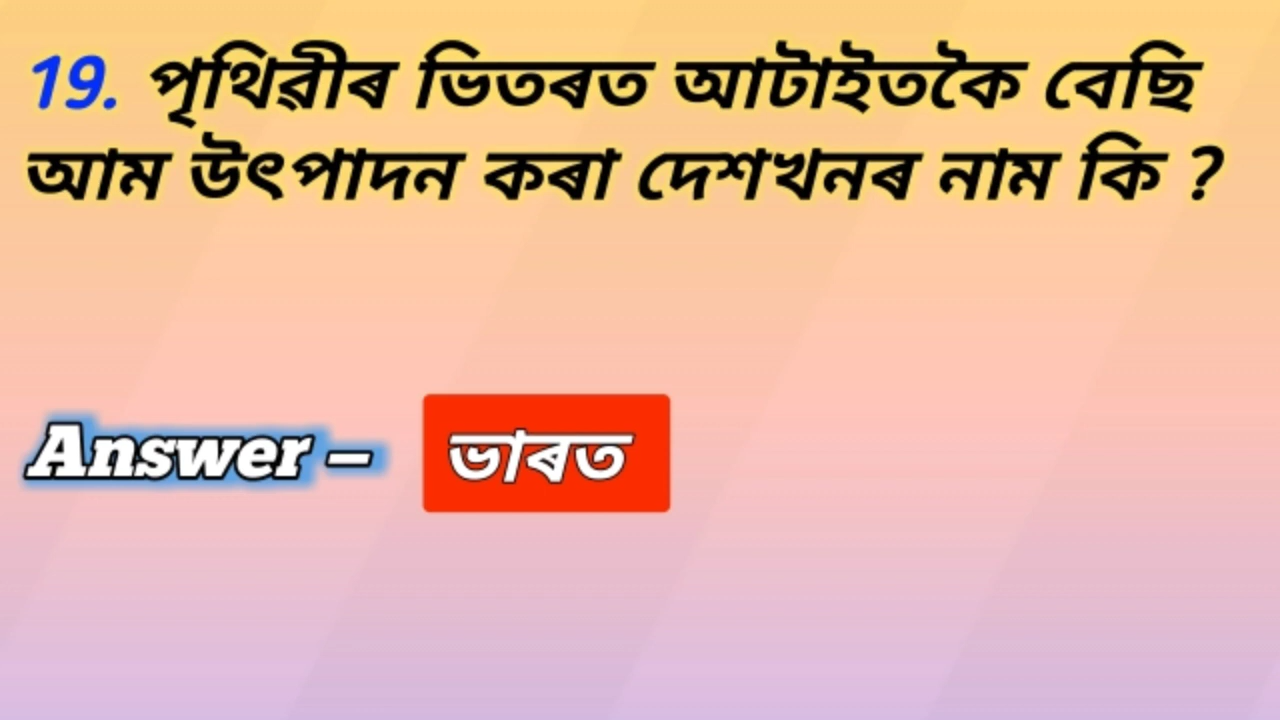 19. পৃথিৱীৰ ভিতৰত আটাইতকৈ বেছি
আম উৎপাদন কৰা দেশখনৰ নাম কি ?
Answer – ভাৰত